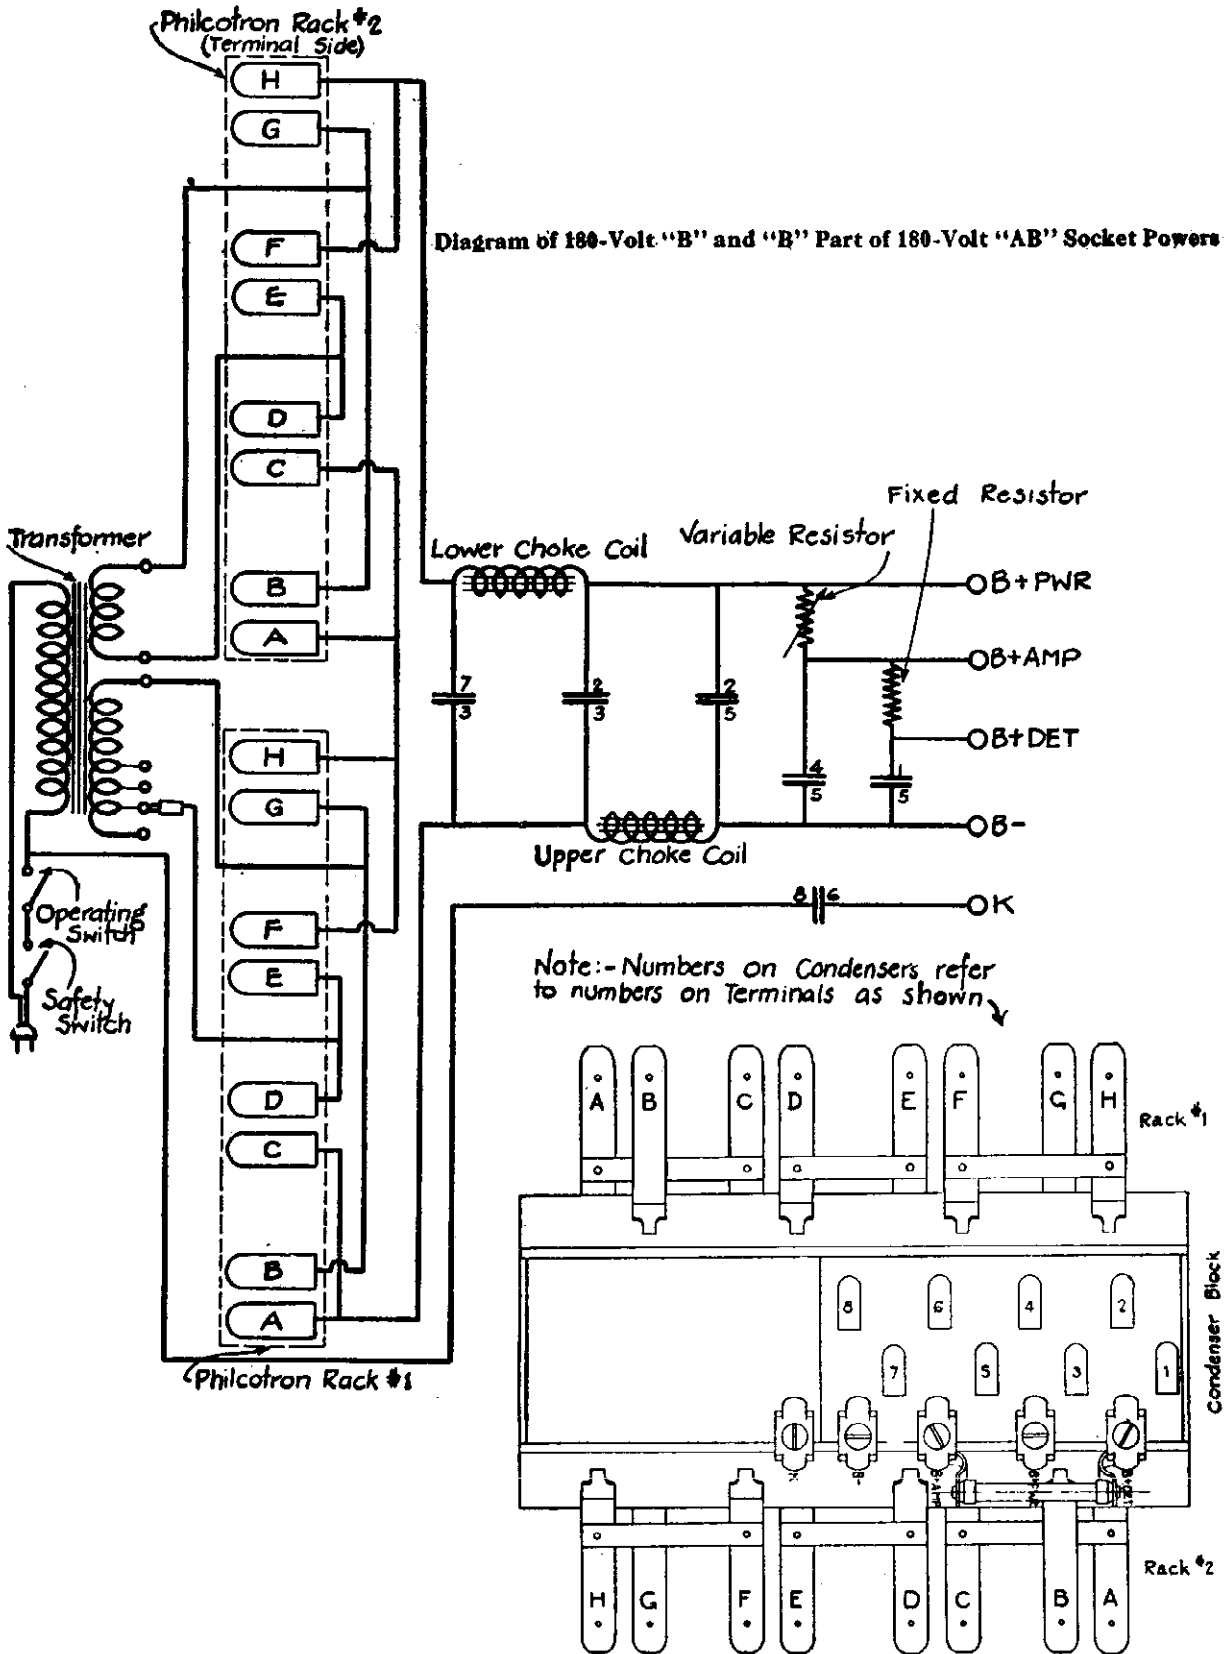 Philcotron Rack #2
(Terminal Side)
H
G
F
E
D
C
B
A
Diagram of 180-Volt "B" and "B" Part of 180-Volt "AB" Socket Powers
Transformer
Operating
Switch
Safety
Switch
H
G
F
E
D
C
B
A
Philcotron Rack #1
Lower Choke Coil
Variable Resistor
Fixed Resistor
B+PWR
B+AMP
B+DET
B-
K
7
3
2
3
2
5
4
5
1
5
Upper Choke Coil
8 6
Note:- Numbers on Condensers refer
to numbers on Terminals as shown
A B C D E F G H
Rack #1
8 6 4 2
7 5 3 1
Condenser Block
K B- B+AMP B+DET
H G F E D C B A
Rack #2